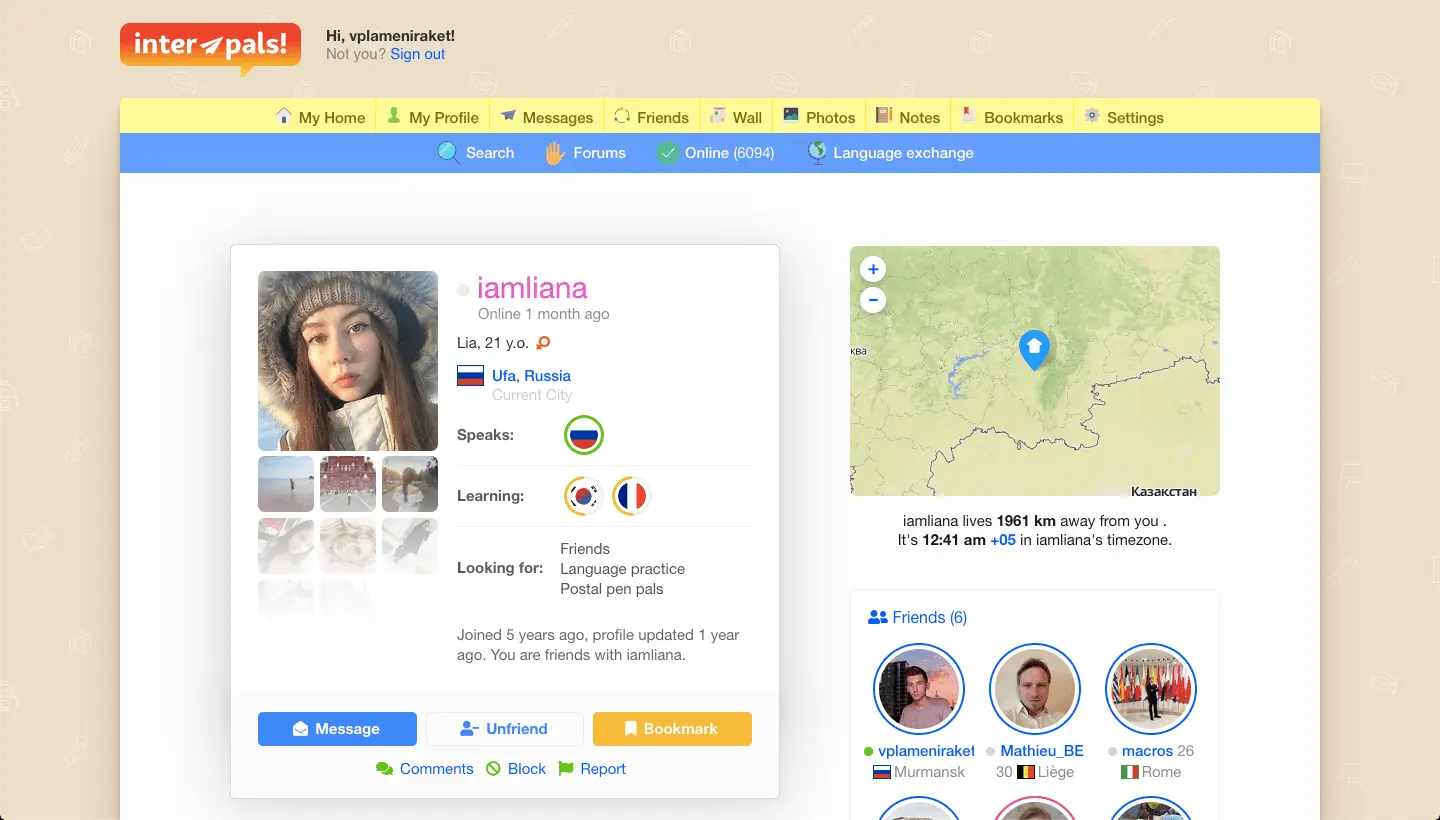 inter pals!
Hi, vplameniraket!
Not you? Sign out
My Home My Profile Messages Friends Wall Photos Notes Bookmarks Settings
Search Forums Online (6094) Language exchange
iamliana
Online 1 month ago
Lia, 21 y.o.
Ufa, Russia
Current City
Speaks:
Learning:
Looking for:
Friends
Language practice
Postal pen pals
Joined 5 years ago, profile updated 1 year
ago. You are friends with iamliana.
Message Unfriend Bookmark
Comments Block Report
+
−
ква
Казахстан
iamliana lives 1961 km away from you .
It's 12:41 am +05 in iamliana's timezone.
Friends (6)
vplameniraket Mathieu_BE macros 26
Murmansk 30 Liège Rome